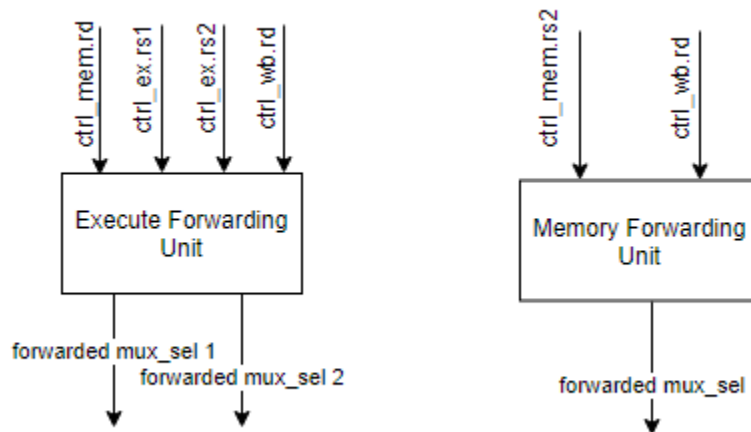 ctrl_mem.rd
ctrl_ex.rs1
ctrl_ex.rs2
ctrl_wb.rd
Execute Forwarding
Unit
forwarded mux_sel 1
forwarded mux_sel 2
ctrl_mem.rs2
ctrl_wb.rd
Memory Forwarding
Unit
forwarded mux_sel